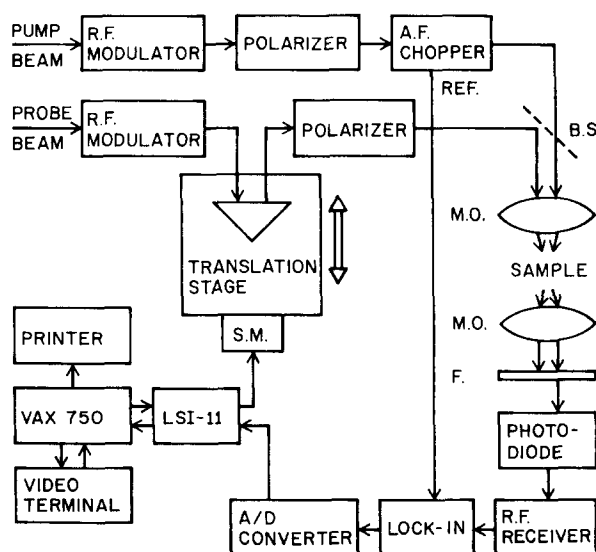 PUMP
BEAM
R.F.
MODULATOR
POLARIZER
A.F.
CHOPPER
REF.
PROBE
BEAM
R.F.
MODULATOR
POLARIZER
B.S
M.O.
TRANSLATION
STAGE
SAMPLE
S.M.
M.O.
PRINTER
F.
VAX 750
LSI-11
PHOTO-
DIODE
VIDEO
TERMINAL
A/D
CONVERTER
LOCK-IN
R.F.
RECEIVER